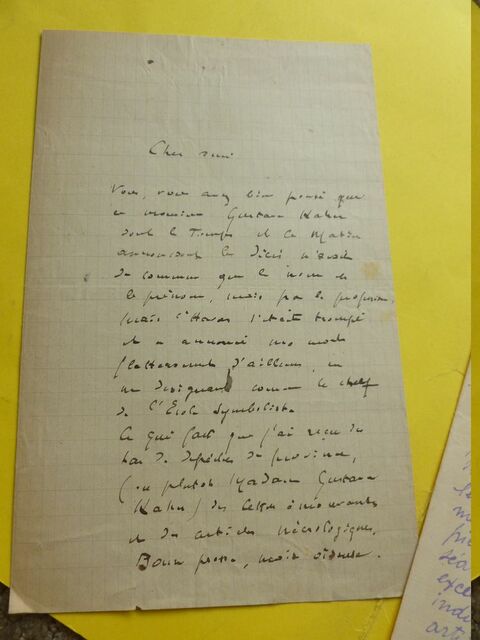 Cher ami
Vous, vous avez bien pensé que
ce monsieur Gustave Kahn
dont le Temps et le Matin
annoncent le décès, n'avait
de commun que le nom et
le prénom, mais pas la profession,
mais l'Havas s'était trompé
et a annoncé ma mort
flatteusement d'ailleurs, en
me désignant comme le chef
de l'École symboliste
Ce qui fait que j'ai reçu des
tas de dépêches de province,
(ou plutôt Madame Gustave
Kahn) des lettres émouvantes
et des articles nécrologiques,
Bonne presse, mais oiseuse.